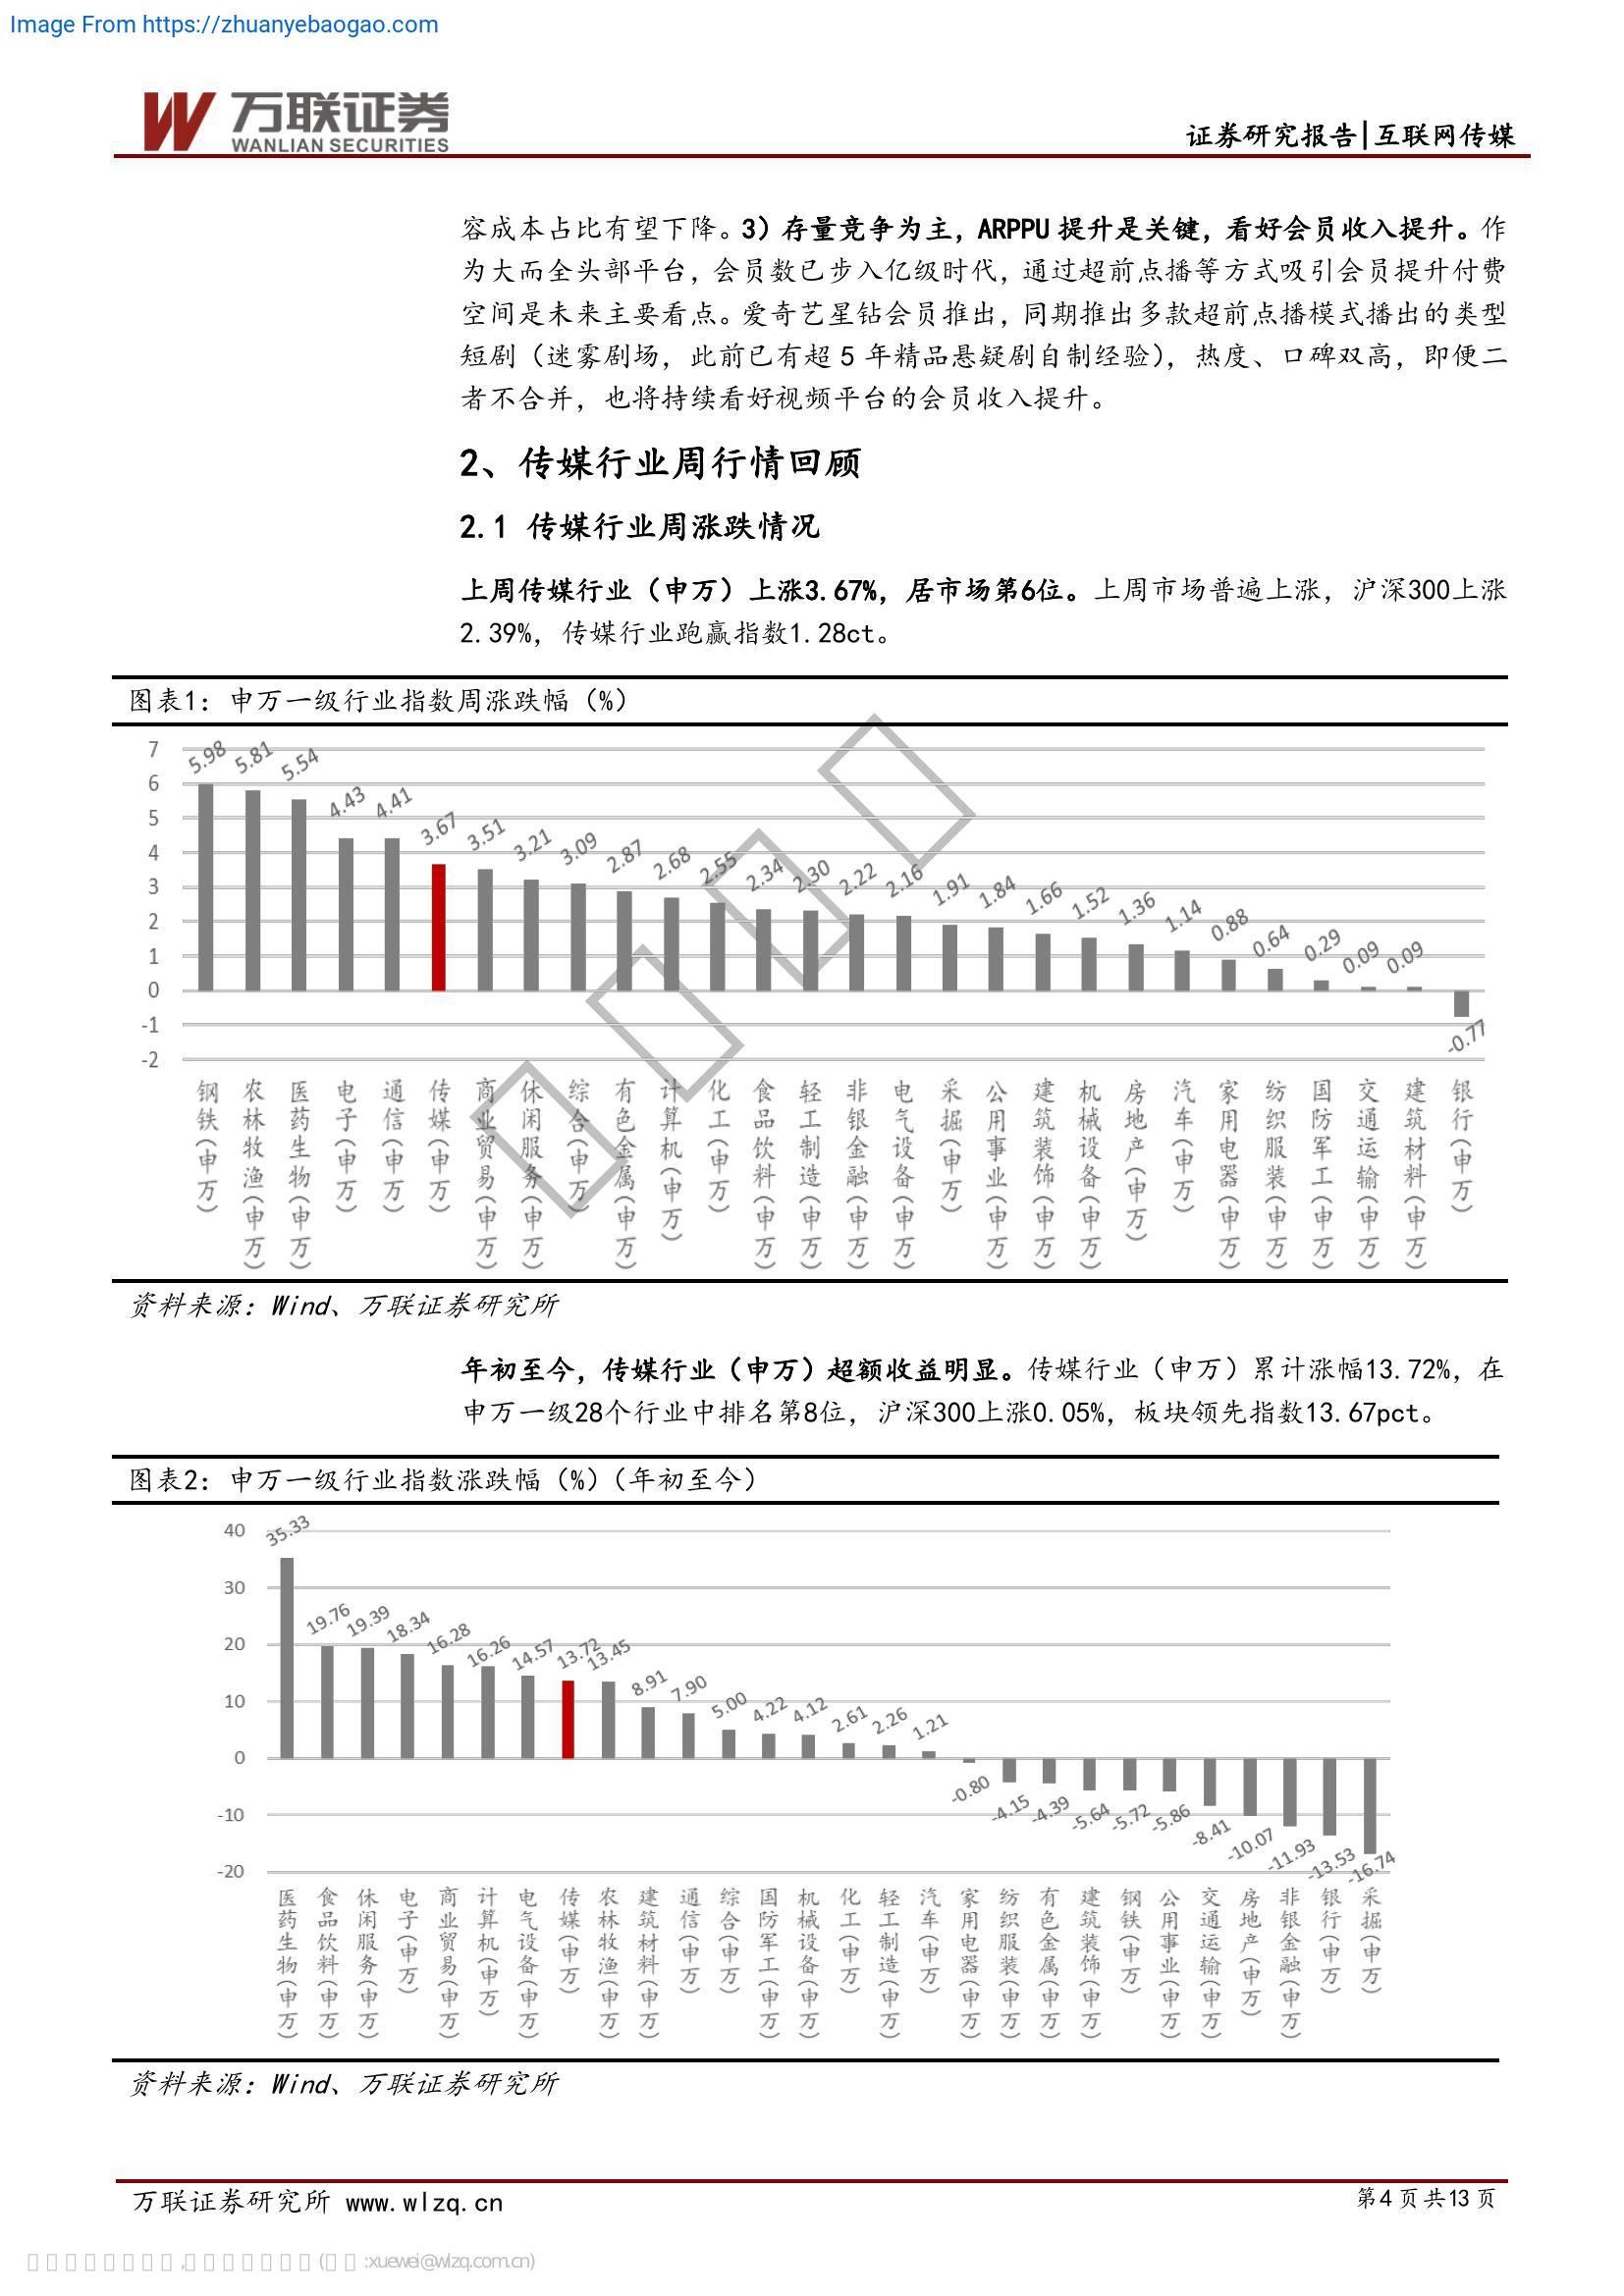 Image From https://zhuanyebaogao.com
万联证券
WANLIAN SECURITIES
证券研究报告|互联网传媒
容成本占比有望下降。3）存量竞争为主，ARPPU 提升是关键，看好会员收入提升。作
为大而全头部平台，会员数已步入亿级时代，通过超前点播等方式吸引会员提升付费
空间是未来主要看点。爱奇艺星钻会员推出，同期推出多款超前点播模式播出的类型
短剧（迷雾剧场，此前已有超 5 年精品悬疑剧自制经验），热度、口碑双高，即便二
者不合并，也将持续看好视频平台的会员收入提升。
2、传媒行业周行情回顾
2.1 传媒行业周涨跌情况
上周传媒行业（申万）上涨3.67%，居市场第6位。上周市场普遍上涨，沪深300上涨
2.39%，传媒行业跑赢指数1.28ct。
图表1：申万一级行业指数周涨跌幅（%）
7
6
5
4
3
2
1
0
-1
-2
5.98 5.81 5.54 4.43 4.41 3.67 3.51 3.21 3.09 2.87 2.68 2.55 2.34 2.30 2.22 2.16 1.91 1.84 1.66 1.52 1.36 1.14 0.88 0.64 0.29 0.09 0.09 -0.77
钢铁(申万)
农林牧渔(申万)
医药生物(申万)
电子(申万)
通信(申万)
传媒(申万)
商业贸易(申万)
休闲服务(申万)
综合(申万)
有色金属(申万)
计算机(申万)
化工(申万)
食品饮料(申万)
轻工制造(申万)
非银金融(申万)
电气设备(申万)
采掘(申万)
公用事业(申万)
建筑装饰(申万)
机械设备(申万)
房地产(申万)
汽车(申万)
家用电器(申万)
纺织服装(申万)
国防军工(申万)
交通运输(申万)
建筑材料(申万)
银行(申万)
资料来源：Wind、万联证券研究所
年初至今，传媒行业（申万）超额收益明显。传媒行业（申万）累计涨幅13.72%，在
申万一级28个行业中排名第8位，沪深300上涨0.05%，板块领先指数13.67pct。
图表2：申万一级行业指数涨跌幅（%）（年初至今）
40
30
20
10
0
-10
-20
35.33 19.76 19.39 18.34 16.28 16.26 14.57 13.72 13.45 8.91 7.90 5.00 4.22 4.12 2.61 2.26 1.21 -0.80 -4.15 -4.39 -5.64 -5.72 -5.86 -8.41 -10.07 -11.93 -13.53 -16.74
医药生物(申万)
食品饮料(申万)
休闲服务(申万)
电子(申万)
商业贸易(申万)
计算机(申万)
电气设备(申万)
传媒(申万)
农林牧渔(申万)
建筑材料(申万)
通信(申万)
综合(申万)
国防军工(申万)
机械设备(申万)
化工(申万)
轻工制造(申万)
汽车(申万)
家用电器(申万)
纺织服装(申万)
有色金属(申万)
建筑装饰(申万)
钢铁(申万)
公用事业(申万)
交通运输(申万)
房地产(申万)
非银金融(申万)
银行(申万)
采掘(申万)
资料来源：Wind、万联证券研究所
万联证券研究所 www.wlzq.cn
第4页共13页
:xuewei@wlzq.com.cn)